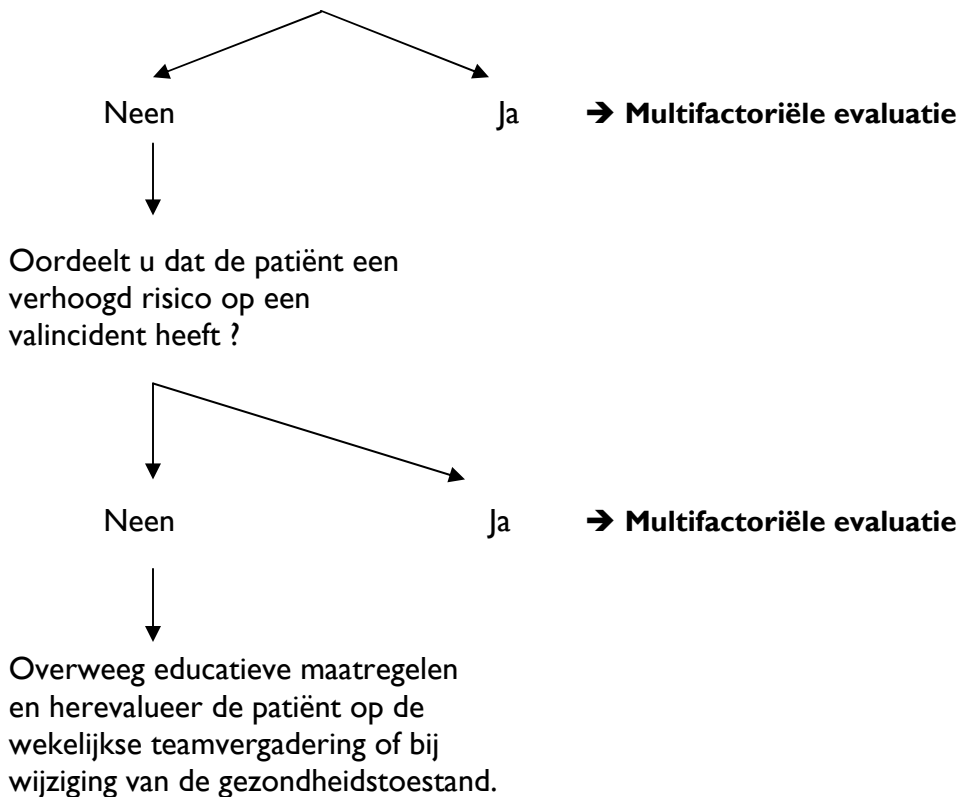 Neen Ja ➔ Multifactoriële evaluatie
Oordeelt u dat de patiënt een
verhoogd risico op een
valincident heeft ?
Neen Ja ➔ Multifactoriële evaluatie
Overweeg educatieve maatregelen
en herevalueer de patiënt op de
wekelijkse teamvergadering of bij
wijziging van de gezondheidstoestand.